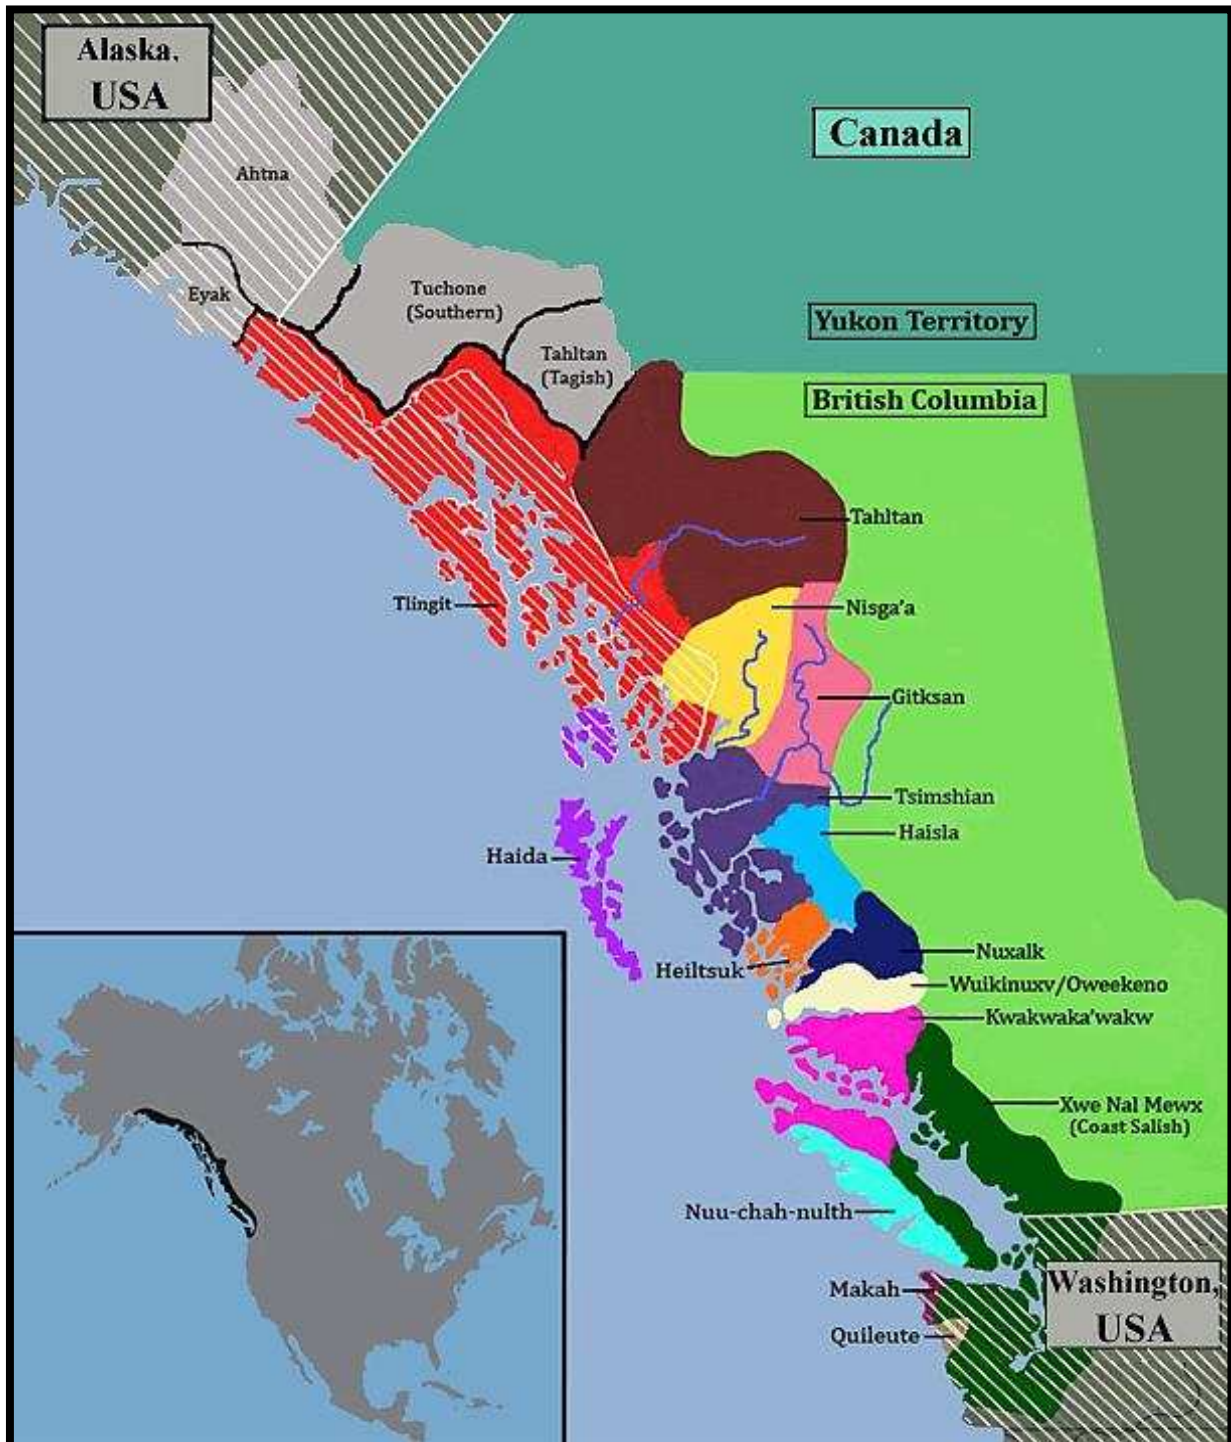 Alaska,
USA
Canada
Ahtna
Eyak
Tuchone
(Southern)
Yukon Territory
Tahltan
(Tagish)
British Columbia
Tahltan
Tlingit
Nisga'a
Gitksan
Tsimshian
Haisla
Haida
Nuxalk
Heiltsuk
Wuikinuxv/Oweekeno
Kwakwaka'wakw
Xwe Nal Mewx
(Coast Salish)
Nuu-chah-nulth
Makah
Washington,
USA
Quileute